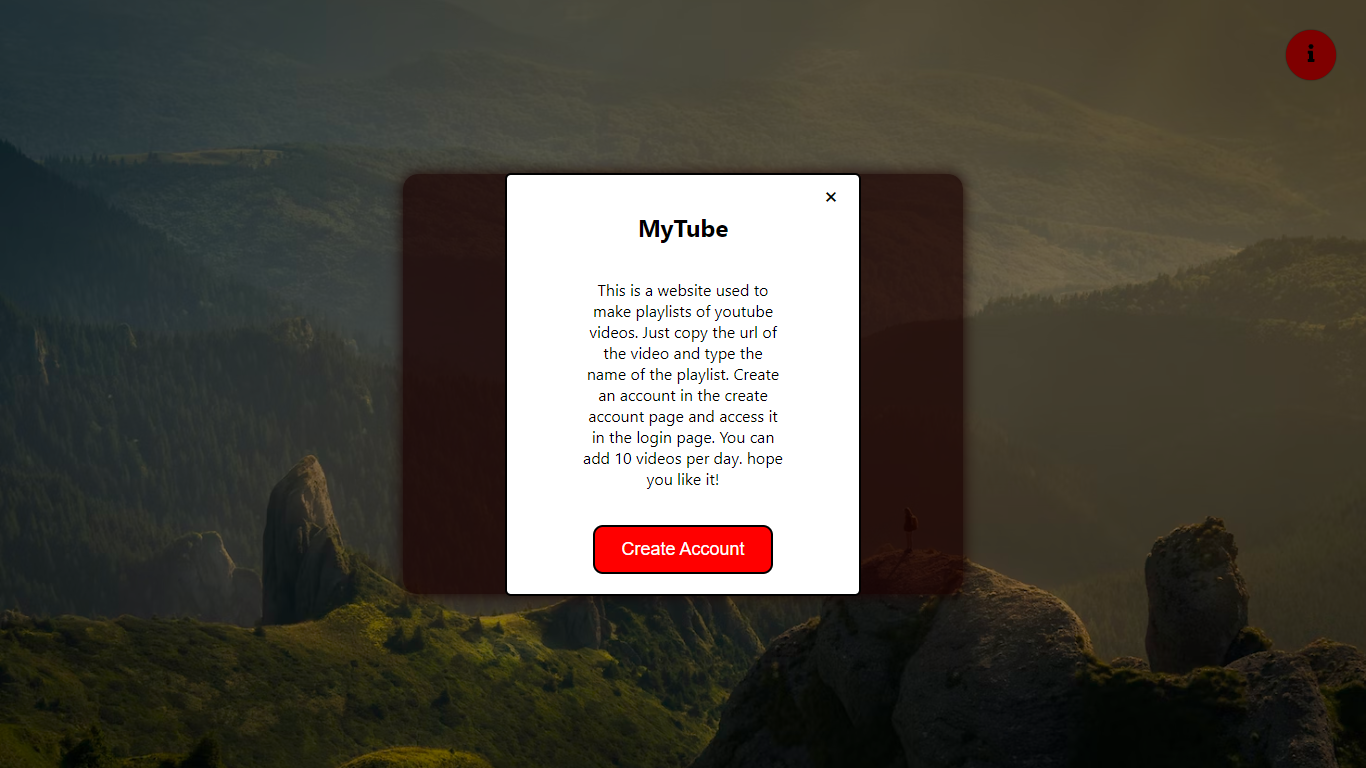 i
×
MyTube
This is a website used to
make playlists of youtube
videos. Just copy the url of
the video and type the
name of the playlist. Create
an account in the create
account page and access it
in the login page. You can
add 10 videos per day. hope
you like it!
Create Account